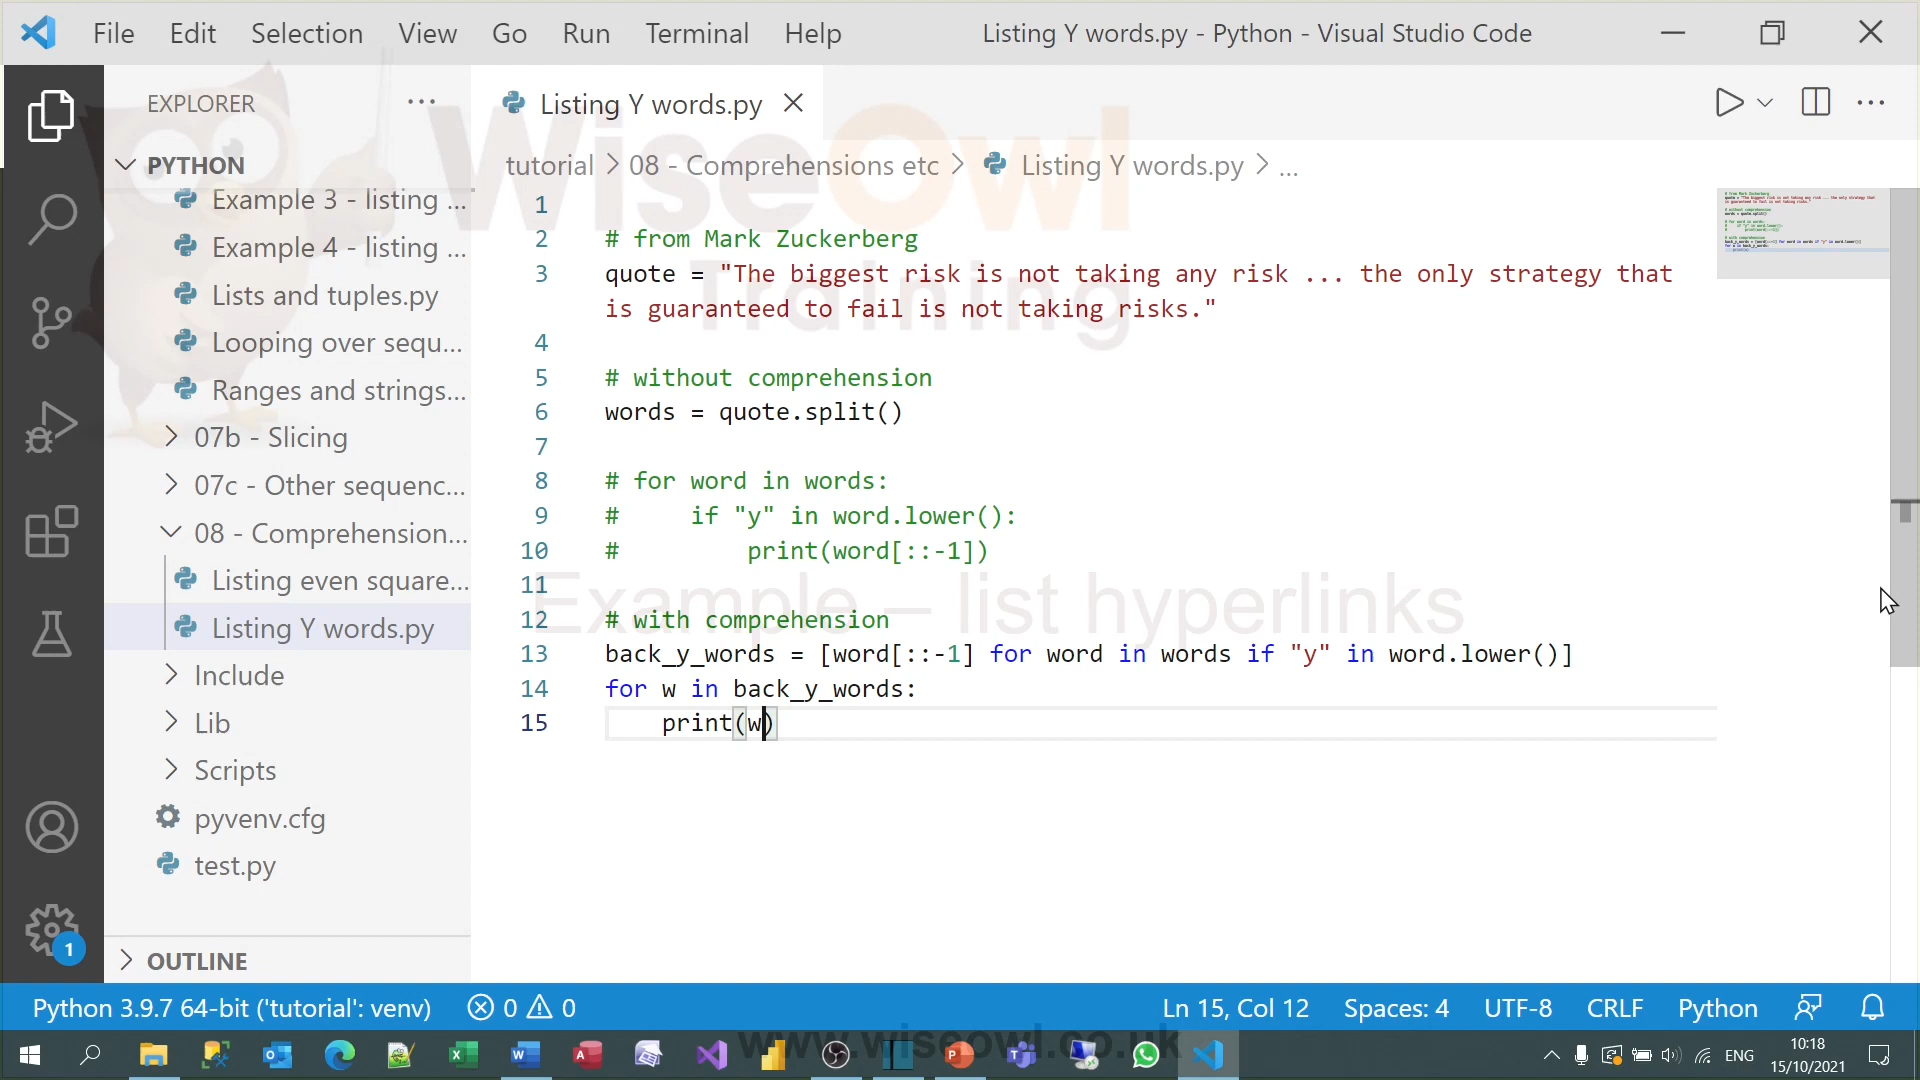 File Edit Selection View Go Run Terminal Help
Listing Y words.py - Python - Visual Studio Code
EXPLORER ...
Listing Y words.py
WiseOwl
Training
PYTHON
tutorial > 08 - Comprehensions etc > Listing Y words.py > ...
Example 3 - listing ...
Example 4 - listing ...
Lists and tuples.py
Looping over sequ...
Ranges and strings...
07b - Slicing
07c - Other sequenc...
08 - Comprehension...
Listing even square...
Listing Y words.py
Include
Lib
Scripts
pyvenv.cfg
test.py
OUTLINE
1
2 # from Mark Zuckerberg
3 quote = "The biggest risk is not taking any risk ... the only strategy that
is guaranteed to fail is not taking risks."
4
5 # without comprehension
6 words = quote.split()
7
8 # for word in words:
9 #     if "y" in word.lower():
10 #         print(word[::-1])
11
Example – list hyperlinks
12 # with comprehension
13 back_y_words = [word[::-1] for word in words if "y" in word.lower()]
14 for w in back_y_words:
15     print(w)
1
Python 3.9.7 64-bit ('tutorial': venv) 0 0
Ln 15, Col 12 Spaces: 4 UTF-8 CRLF Python
www.wiseowl.co.uk
ENG
10:18
15/10/2021